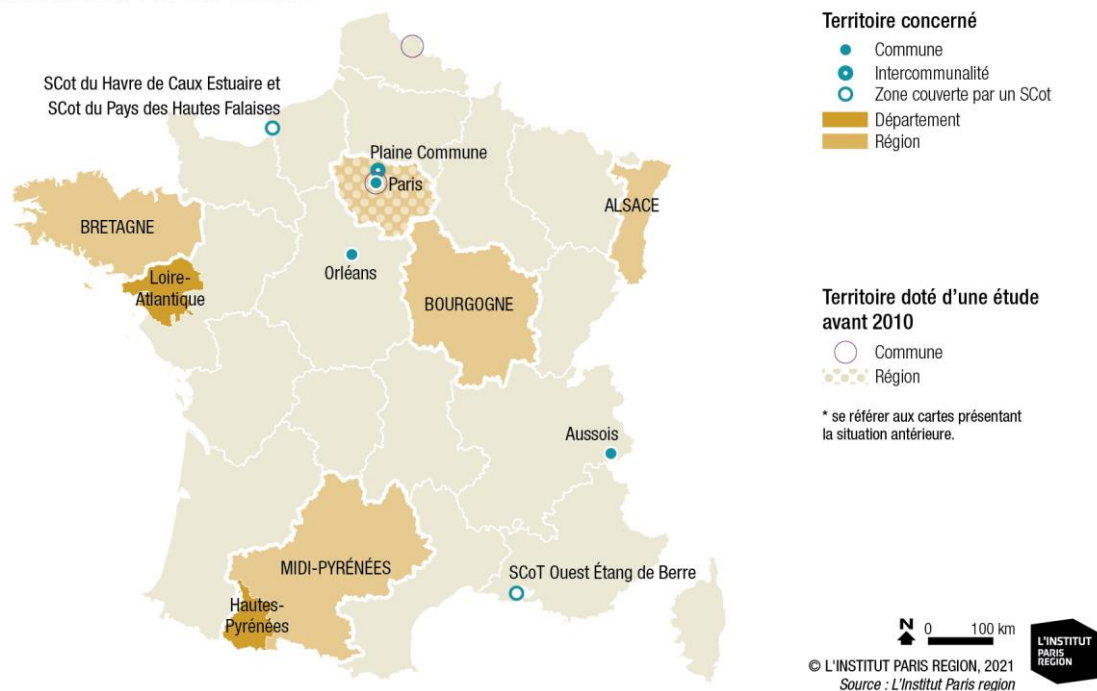 SCot du Havre de Caux Estuaire et
SCot du Pays des Hautes Falaises
Plaine Commune
Paris
BRETAGNE
ALSACE
Loire-
Atlantique
Orléans
BOURGOGNE
Aussois
MIDI-PYRÉNÉES
SCoT Ouest Étang de Berre
Hautes-
Pyrénées
Territoire concerné
Commune
Intercommunalité
Zone couverte par un SCot
Département
Région
Territoire doté d'une étude
avant 2010
Commune
Région
* se référer aux cartes présentant
la situation antérieure.
N 0 100 km
© L'INSTITUT PARIS REGION, 2021
Source : L'Institut Paris region
L'INSTITUT
PARIS
REGION